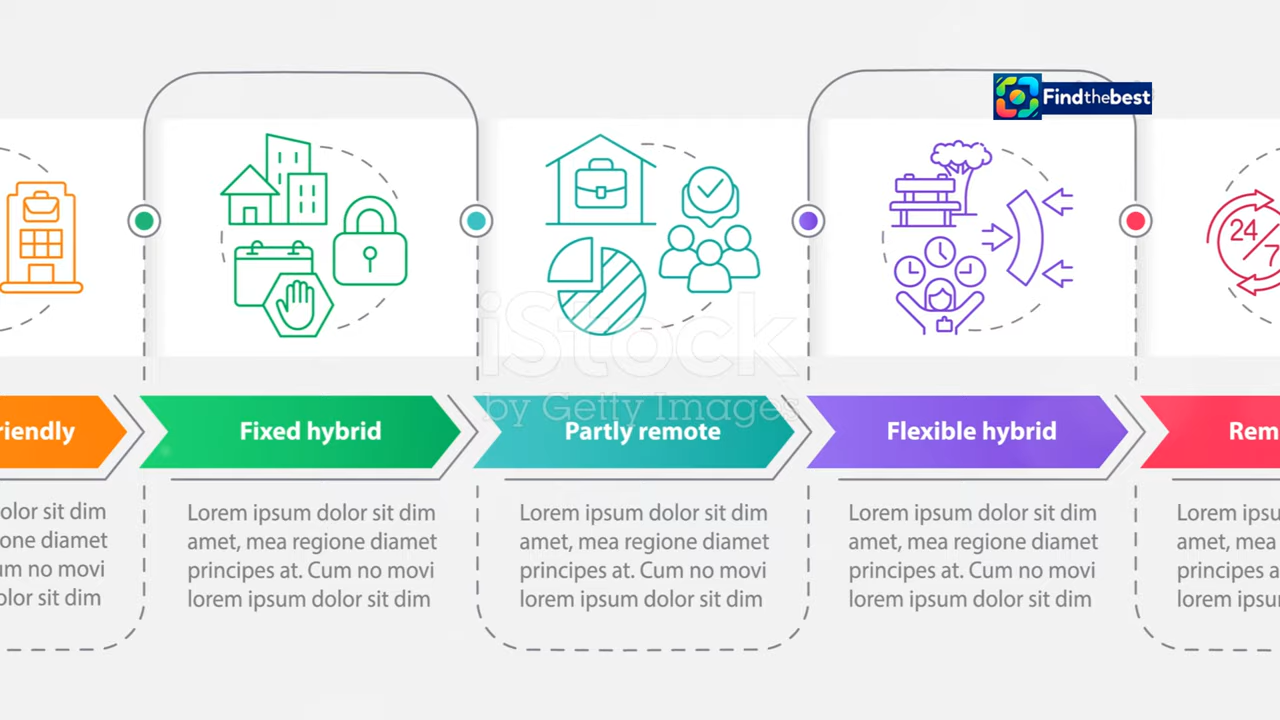 Findthebest
24/7
iStock
by Getty Images
riendly
Fixed hybrid
Partly remote
Flexible hybrid
Rem
olor sit dim
one diamet
um no movi
olor sit dim
Lorem ipsum dolor sit dim
amet, mea regione diamet
principes at. Cum no movi
lorem ipsum dolor sit dim
Lorem ipsum dolor sit dim
amet, mea regione diamet
principes at. Cum no movi
lorem ipsum dolor sit dim
Lorem ipsum dolor sit dim
amet, mea regione diamet
principes at. Cum no movi
lorem ipsum dolor sit dim
Lorem ipsu
amet, mea
principes a
lorem ipsu